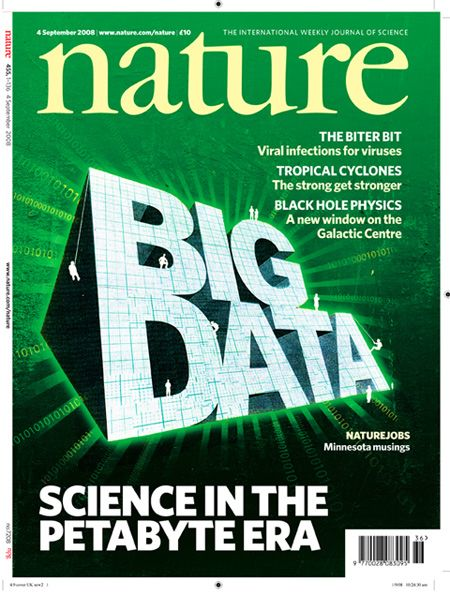 4 September 2008 | www.nature.com/nature | £10
THE INTERNATIONAL WEEKLY JOURNAL OF SCIENCE
nature
THE BITER BIT
Viral infections for viruses
TROPICAL CYCLONES
The strong get stronger
BLACK HOLE PHYSICS
A new window on the
Galactic Centre
BIG
DATA
NATUREJOBS
Minnesota musings
SCIENCE IN THE
PETABYTE ERA
36
9 770028 083095
nature
455, 1–136 4 September 2008
www.nature.com/nature
no.7208
npg